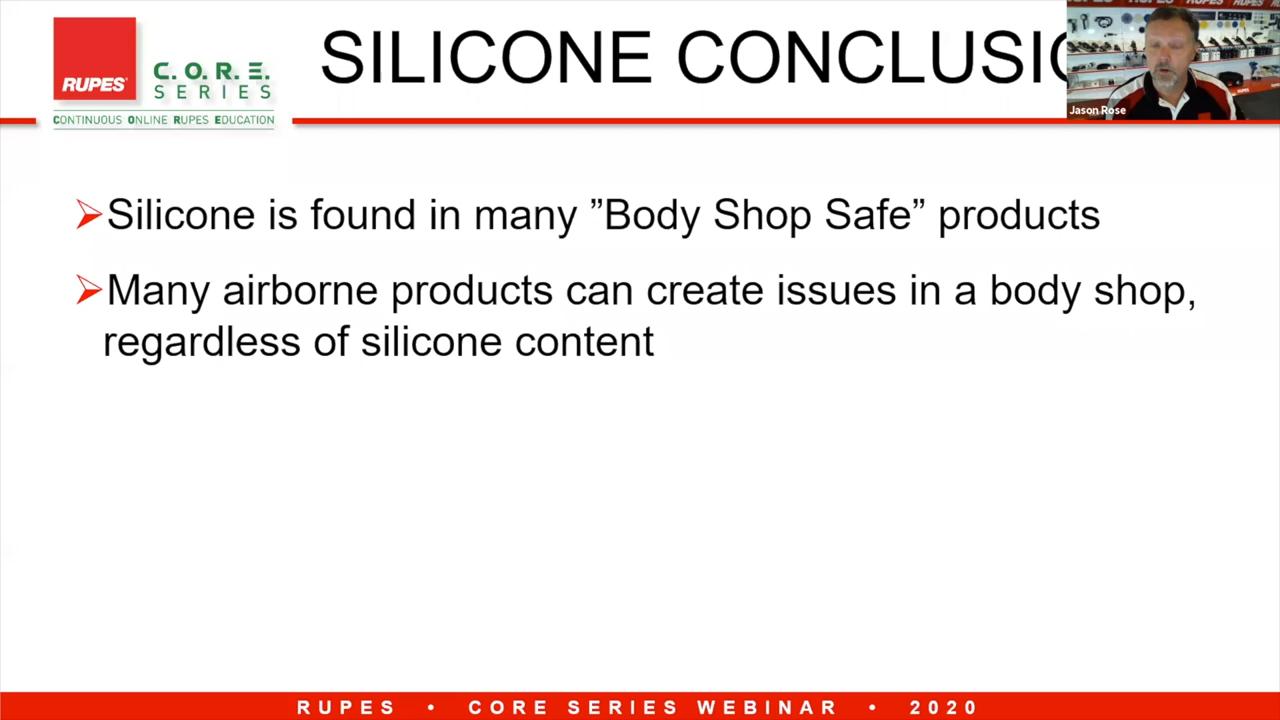 RUPES
C.O.R.E.
SERIES
CONTINUOUS ONLINE RUPES EDUCATION
SILICONE CONCLUSIO
RUPES
Jason Rose
Silicone is found in many ”Body Shop Safe” products
Many airborne products can create issues in a body shop,
regardless of silicone content
RUPES • CORE SERIES WEBINAR • 2020